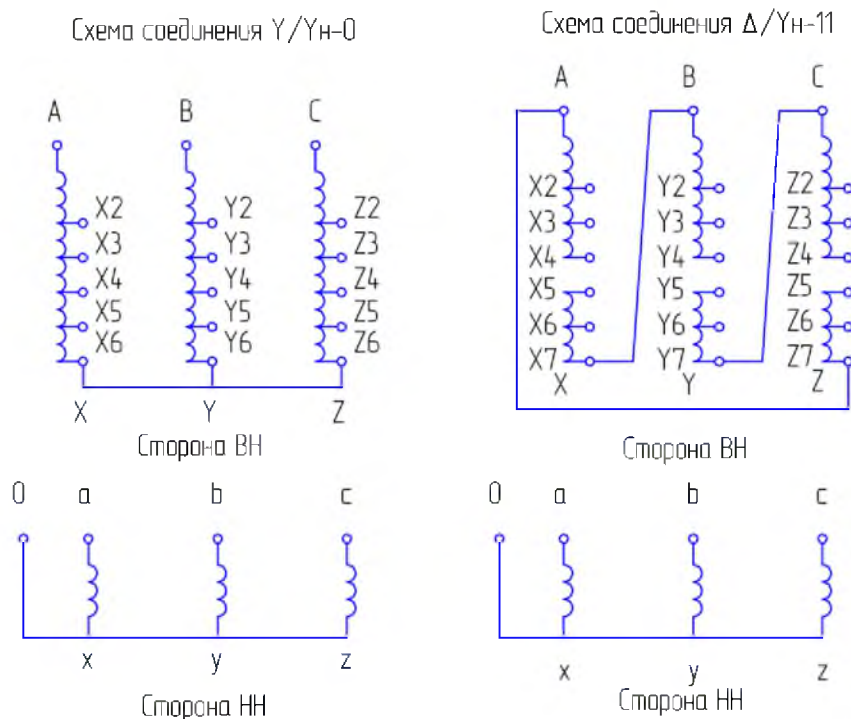 Схема соединения Y/Yн-0
A B C
X2 Y2 Z2
X3 Y3 Z3
X4 Y4 Z4
X5 Y5 Z5
X6 Y6 Z6
X Y Z
Сторона ВН
0 a b c
x y z
Сторона НН
Схема соединения Δ/Yн-11
A B C
X2 Y2 Z2
X3 Y3 Z3
X4 Y4 Z4
X5 Y5 Z5
X6 Y6 Z6
X7 Y7 Z7
X Y Z
Сторона ВН
0 a b c
x y z
Сторона НН